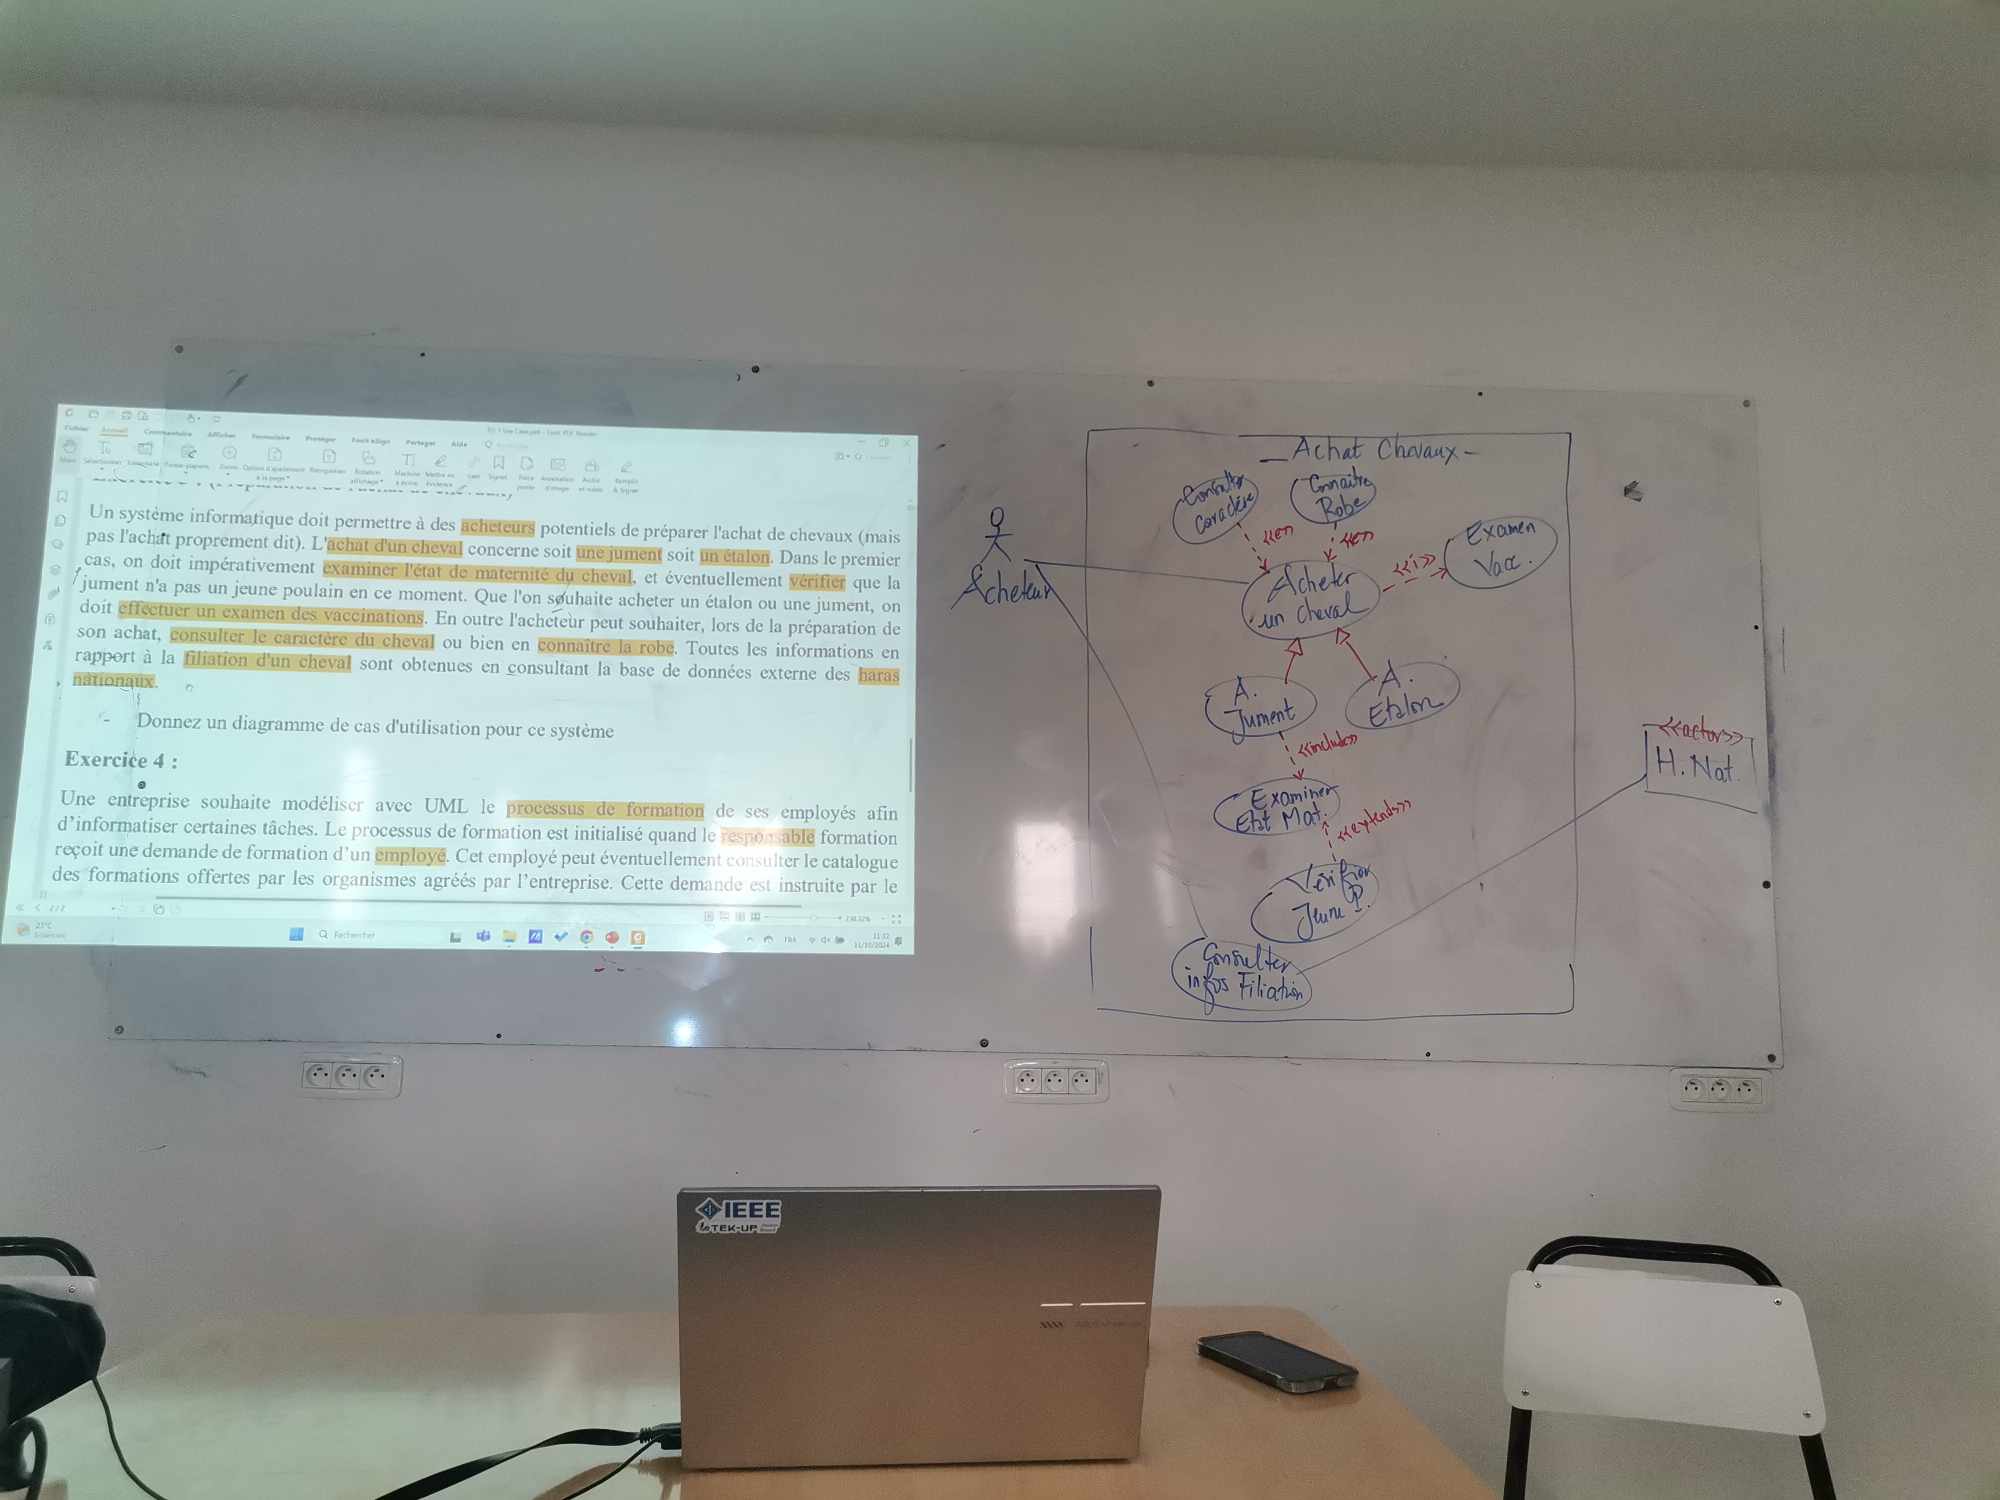 Fichier Accueil Commentaire Afficher Formulaire Protéger Foxit eSign Partager Aide
Un système informatique doit permettre à des acheteurs potentiels de préparer l'achat de chevaux (mais
pas l'achat proprement dit). L'achat d'un cheval concerne soit une jument soit un étalon. Dans le premier
cas, on doit impérativement examiner l'état de maternité du cheval, et éventuellement vérifier que la
jument n'a pas un jeune poulain en ce moment. Que l'on souhaite acheter un étalon ou une jument, on
doit effectuer un examen des vaccinations. En outre l'acheteur peut souhaiter, lors de la préparation de
son achat, consulter le caractère du cheval ou bien en connaître la robe. Toutes les informations en
rapport à la filiation d'un cheval sont obtenues en consultant la base de données externe des haras
nationaux.
- Donnez un diagramme de cas d'utilisation pour ce système
Exercice 4 :
Une entreprise souhaite modéliser avec UML le processus de formation de ses employés afin
d'informatiser certaines tâches. Le processus de formation est initialisé quand le responsable formation
reçoit une demande de formation d'un employé. Cet employé peut éventuellement consulter le catalogue
des formations offertes par les organismes agréés par l'entreprise. Cette demande est instruite par le
23°C
Rechercher
FRA
11:32
11/10/2024
_ Achat Chevaux -
Consulter
Caractère
Connaitre
Robe
Examen
Vacc.
<<i>>
Acheteur
Acheter
un cheval
A.
Jument
A.
Etalon
<<include>>
<<actor>>
H. Nat.
Examiner
Etat Mat.
<<extends>>
Vérifier
Jeune P.
Consulter
infos Filiation
IEEE
TEK-UP